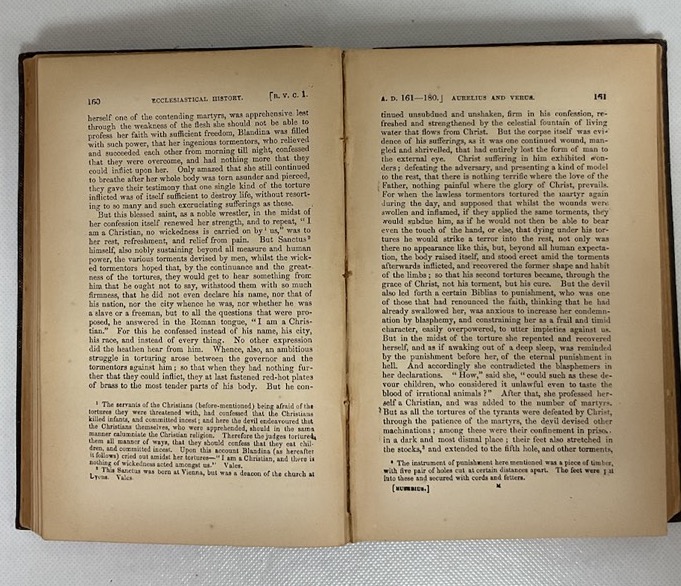 160 ECCLESIASTICAL HISTORY. [B. V. C. 1.
herself one of the contending martyrs, was apprehensive lest
through the weakness of the flesh she should not be able to
profess her faith with sufficient freedom, Blandina was filled
with such power, that her ingenious tormentors, who relieved
and succeeded each other from morning till night, confessed
that they were overcome, and had nothing more that they
could inflict upon her. Only amazed that she still continued
to breathe after her whole body was torn asunder and pierced,
they gave their testimony that one single kind of the torture
inflicted was of itself sufficient to destroy life, without resort-
ing to so many and such excruciating sufferings as these.
But this blessed saint, as a noble wrestler, in the midst of
her confession itself renewed her strength, and to repeat, "I
am a Christian, no wickedness is carried on by¹ us," was to
her rest, refreshment, and relief from pain. But Sanctus²
himself, also nobly sustaining beyond all measure and human
power, the various torments devised by men, whilst the wick-
ed tormentors hoped that, by the continuance and the great-
ness of the tortures, they would get to hear something from
him that he ought not to say, withstood them with so much
firmness, that he did not even declare his name, nor that of
his nation, nor the city whence he was, nor whether he was
a slave or a freeman, but to all the questions that were pro-
posed, he answered in the Roman tongue, "I am a Chris-
tian." For this he confessed instead of his name, his city,
his race, and instead of every thing. No other expression
did the heathen hear from him. Whence, also, an ambitious
struggle in torturing arose between the governor and the
tormentors against him; so that when they had nothing fur-
ther that they could inflict, they at last fastened red-hot plates
of brass to the most tender parts of his body. But he con-
¹ The servants of the Christians (before-mentioned) being afraid of the
tortures they were threatened with, had confessed that the Christians
killed infants, and committed incest; and here the devil endeavoured that
the Christians themselves, who were apprehended, should in the same
manner calumniate the Christian religion. Therefore the judges tortured
them all manner of ways, that they should confess that they eat chil-
dren, and committed incest. Upon this account Blandina (as hereafter
it follows) cried out amidst her tortures—"I am a Christian, and there is
nothing of wickedness acted amongst us." Vales.
² This Sanctus was born at Vienna, but was a deacon of the church at
Lyons. Vales.
A. D. 161—180.] AURELIUS AND VERUS. 161
tinued unsubdued and unshaken, firm in his confession, re-
freshed and strengthened by the celestial fountain of living
water that flows from Christ. But the corpse itself was evi-
dence of his sufferings, as it was one continued wound, man-
gled and shrivelled, that had entirely lost the form of man to
the external eye. Christ suffering in him exhibited won-
ders; defeating the adversary, and presenting a kind of model
to the rest, that there is nothing terrific where the love of the
Father, nothing painful where the glory of Christ, prevails.
For when the lawless tormentors tortured the martyr again
during the day, and supposed that whilst the wounds were
swollen and inflamed, if they applied the same torments, they
would subdue him, as if he would not then be able to bear
even the touch of the hand, or else, that dying under his tor-
tures he would strike a terror into the rest, not only was
there no appearance like this, but, beyond all human expecta-
tion, the body raised itself, and stood erect amid the torments
afterwards inflicted, and recovered the former shape and habit
of the limbs; so that his second tortures became, through the
grace of Christ, not his torment, but his cure. But the devil
also led forth a certain Biblias to punishment, who was one
of those that had renounced the faith, thinking that he had
already swallowed her, was anxious to increase her condemn-
ation by blasphemy, and constraining her as a frail and timid
character, easily overpowered, to utter impieties against us.
But in the midst of the torture she repented and recovered
herself, and as if awaking out of a deep sleep, was reminded
by the punishment before her, of the eternal punishment in
hell. And accordingly she contradicted the blasphemers in
her declarations. "How," said she, "could such as these de-
vour children, who considered it unlawful even to taste the
blood of irrational animals?" After that, she professed her-
self a Christian, and was added to the number of martyrs.
But as all the tortures of the tyrants were defeated by Christ,
through the patience of the martyrs, the devil devised other
machinations; among these were their confinement in prison,
in a dark and most dismal place; their feet also stretched in
the stocks,³ and extended to the fifth hole, and other torments,
³ The instrument of punishment here mentioned was a piece of timber,
with five pair of holes cut at certain distances apart. The feet were put
into these and secured with cords and fetters.
[EUSEBIUS.] M